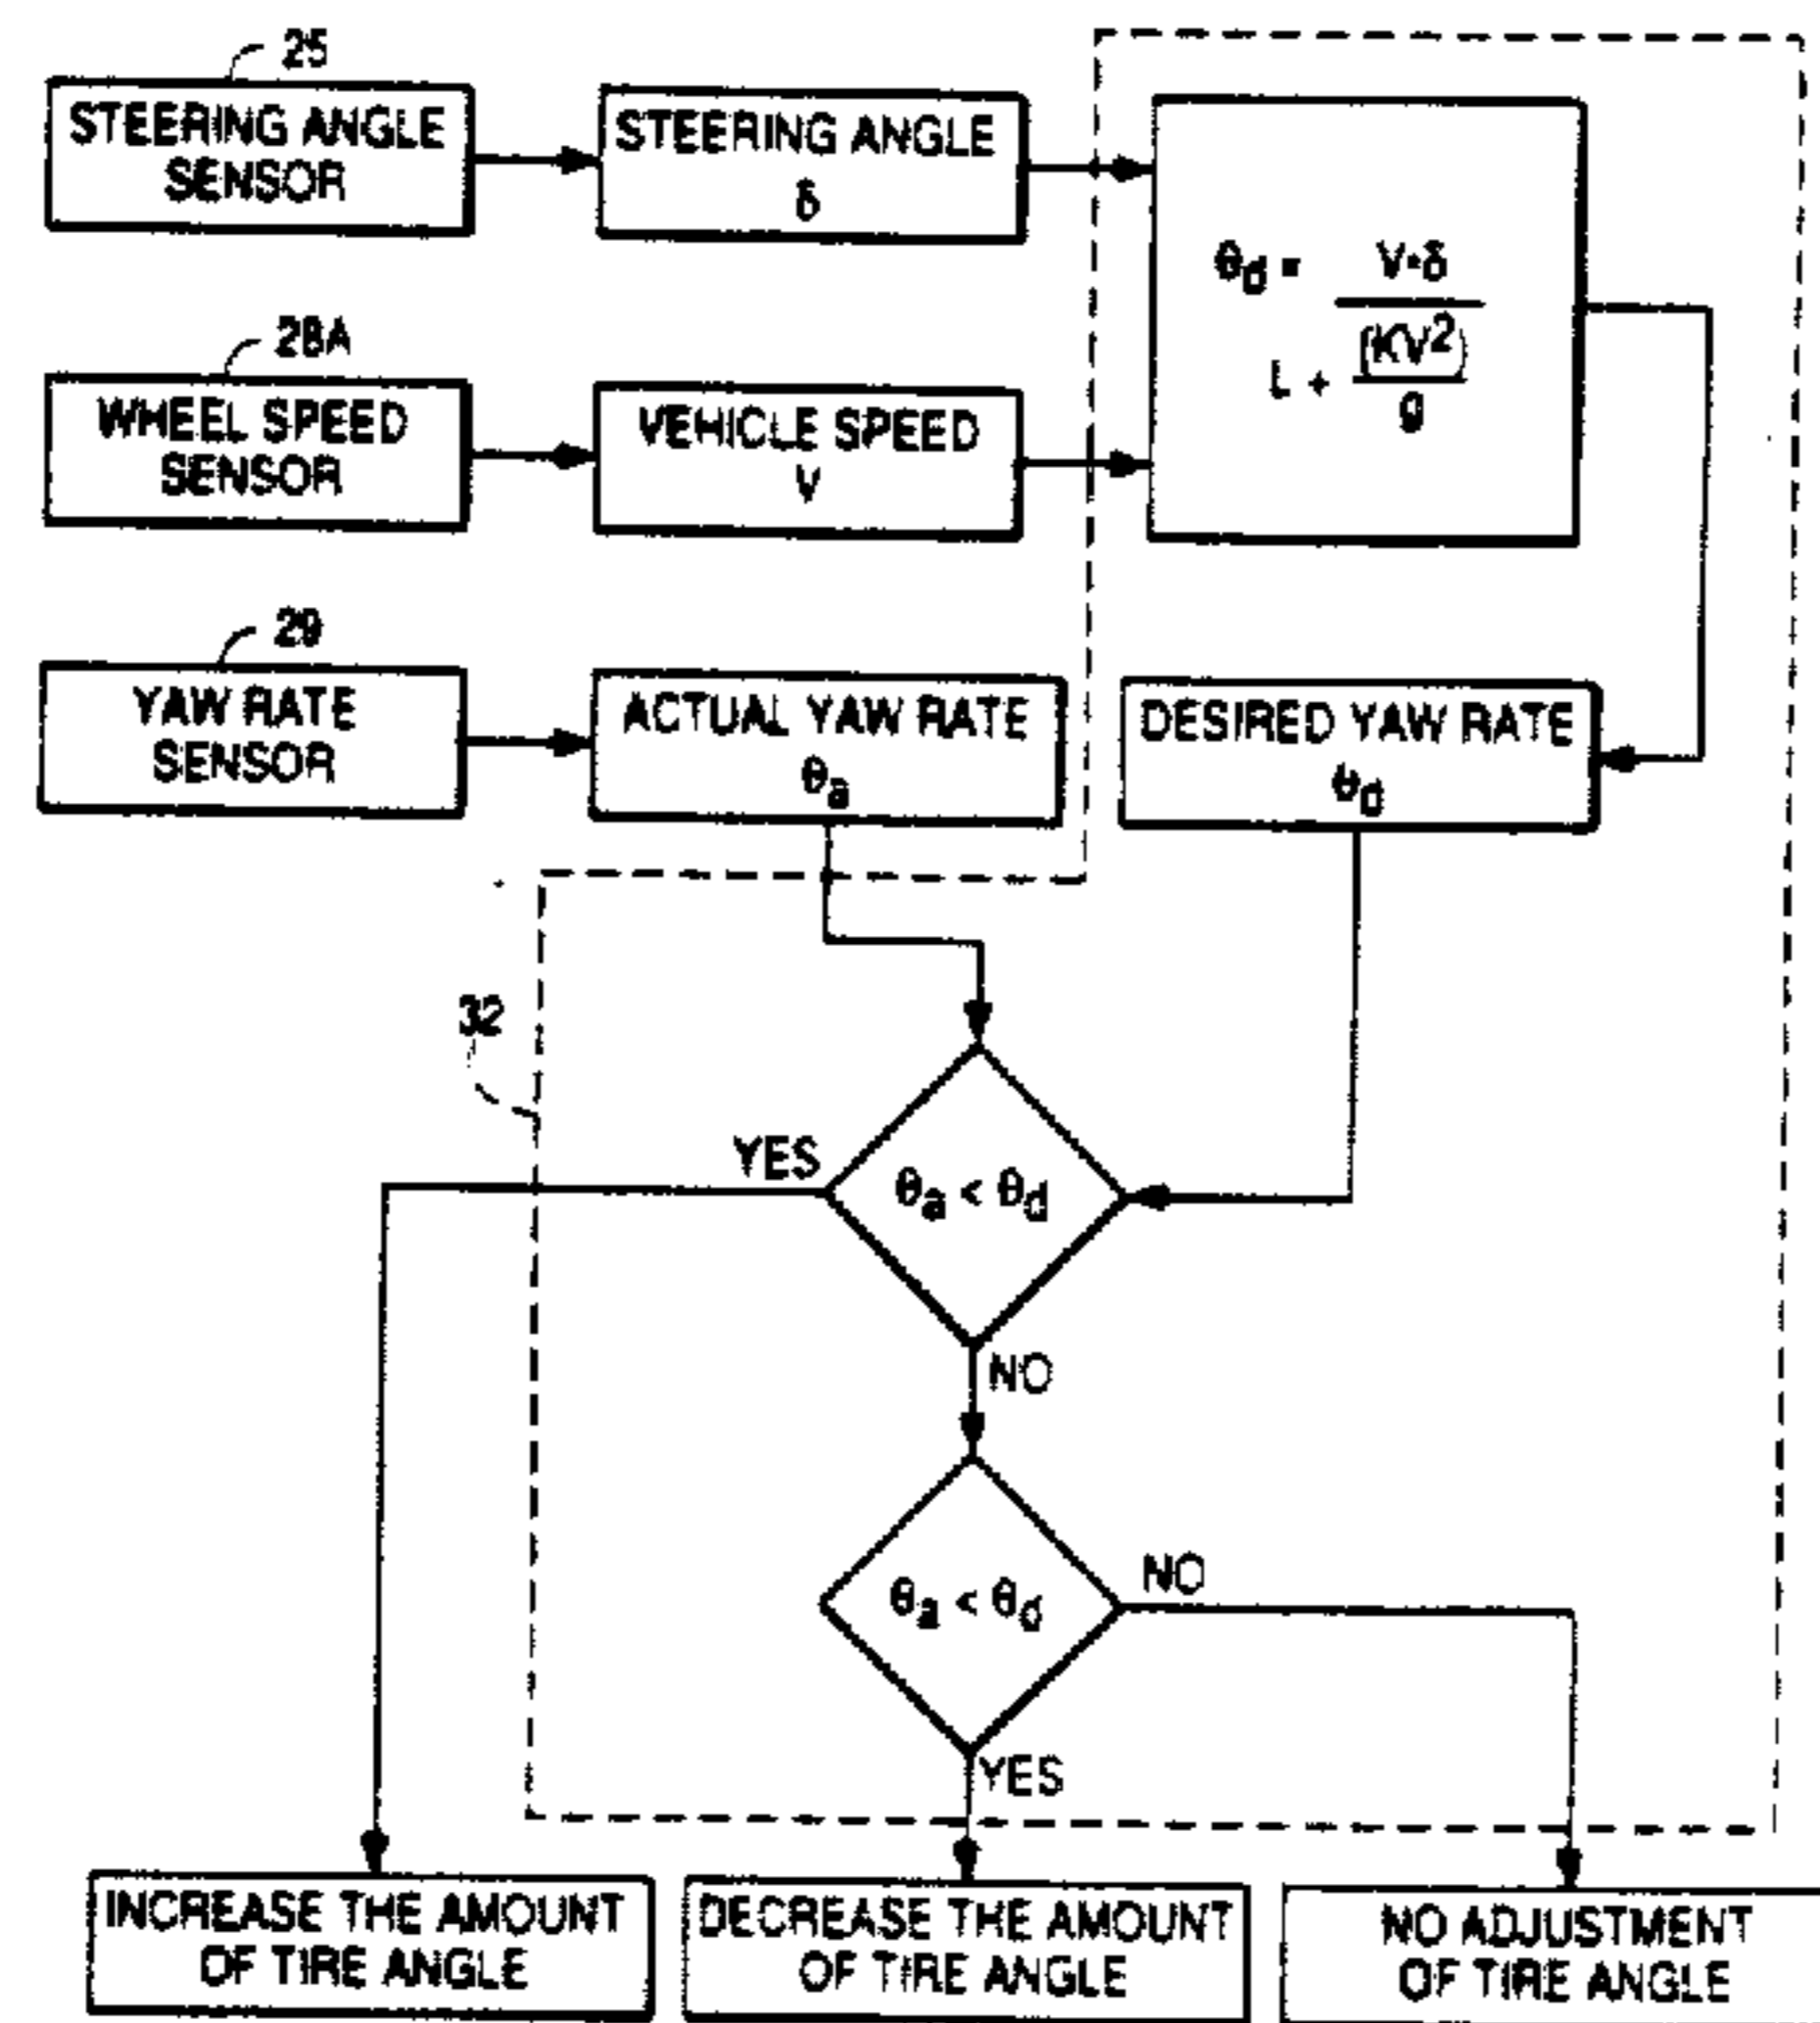 25
STEERING ANGLE
SENSOR
STEERING ANGLE
δ
θd = V·δ
L + (KV²)
g
28A
WHEEL SPEED
SENSOR
VEHICLE SPEED
V
29
YAW RATE
SENSOR
ACTUAL YAW RATE
θa
DESIRED YAW RATE
θd
32
YES
θa < θd
NO
θa < θd
NO
YES
INCREASE THE AMOUNT
OF TIRE ANGLE
DECREASE THE AMOUNT
OF TIRE ANGLE
NO ADJUSTMENT
OF TIRE ANGLE